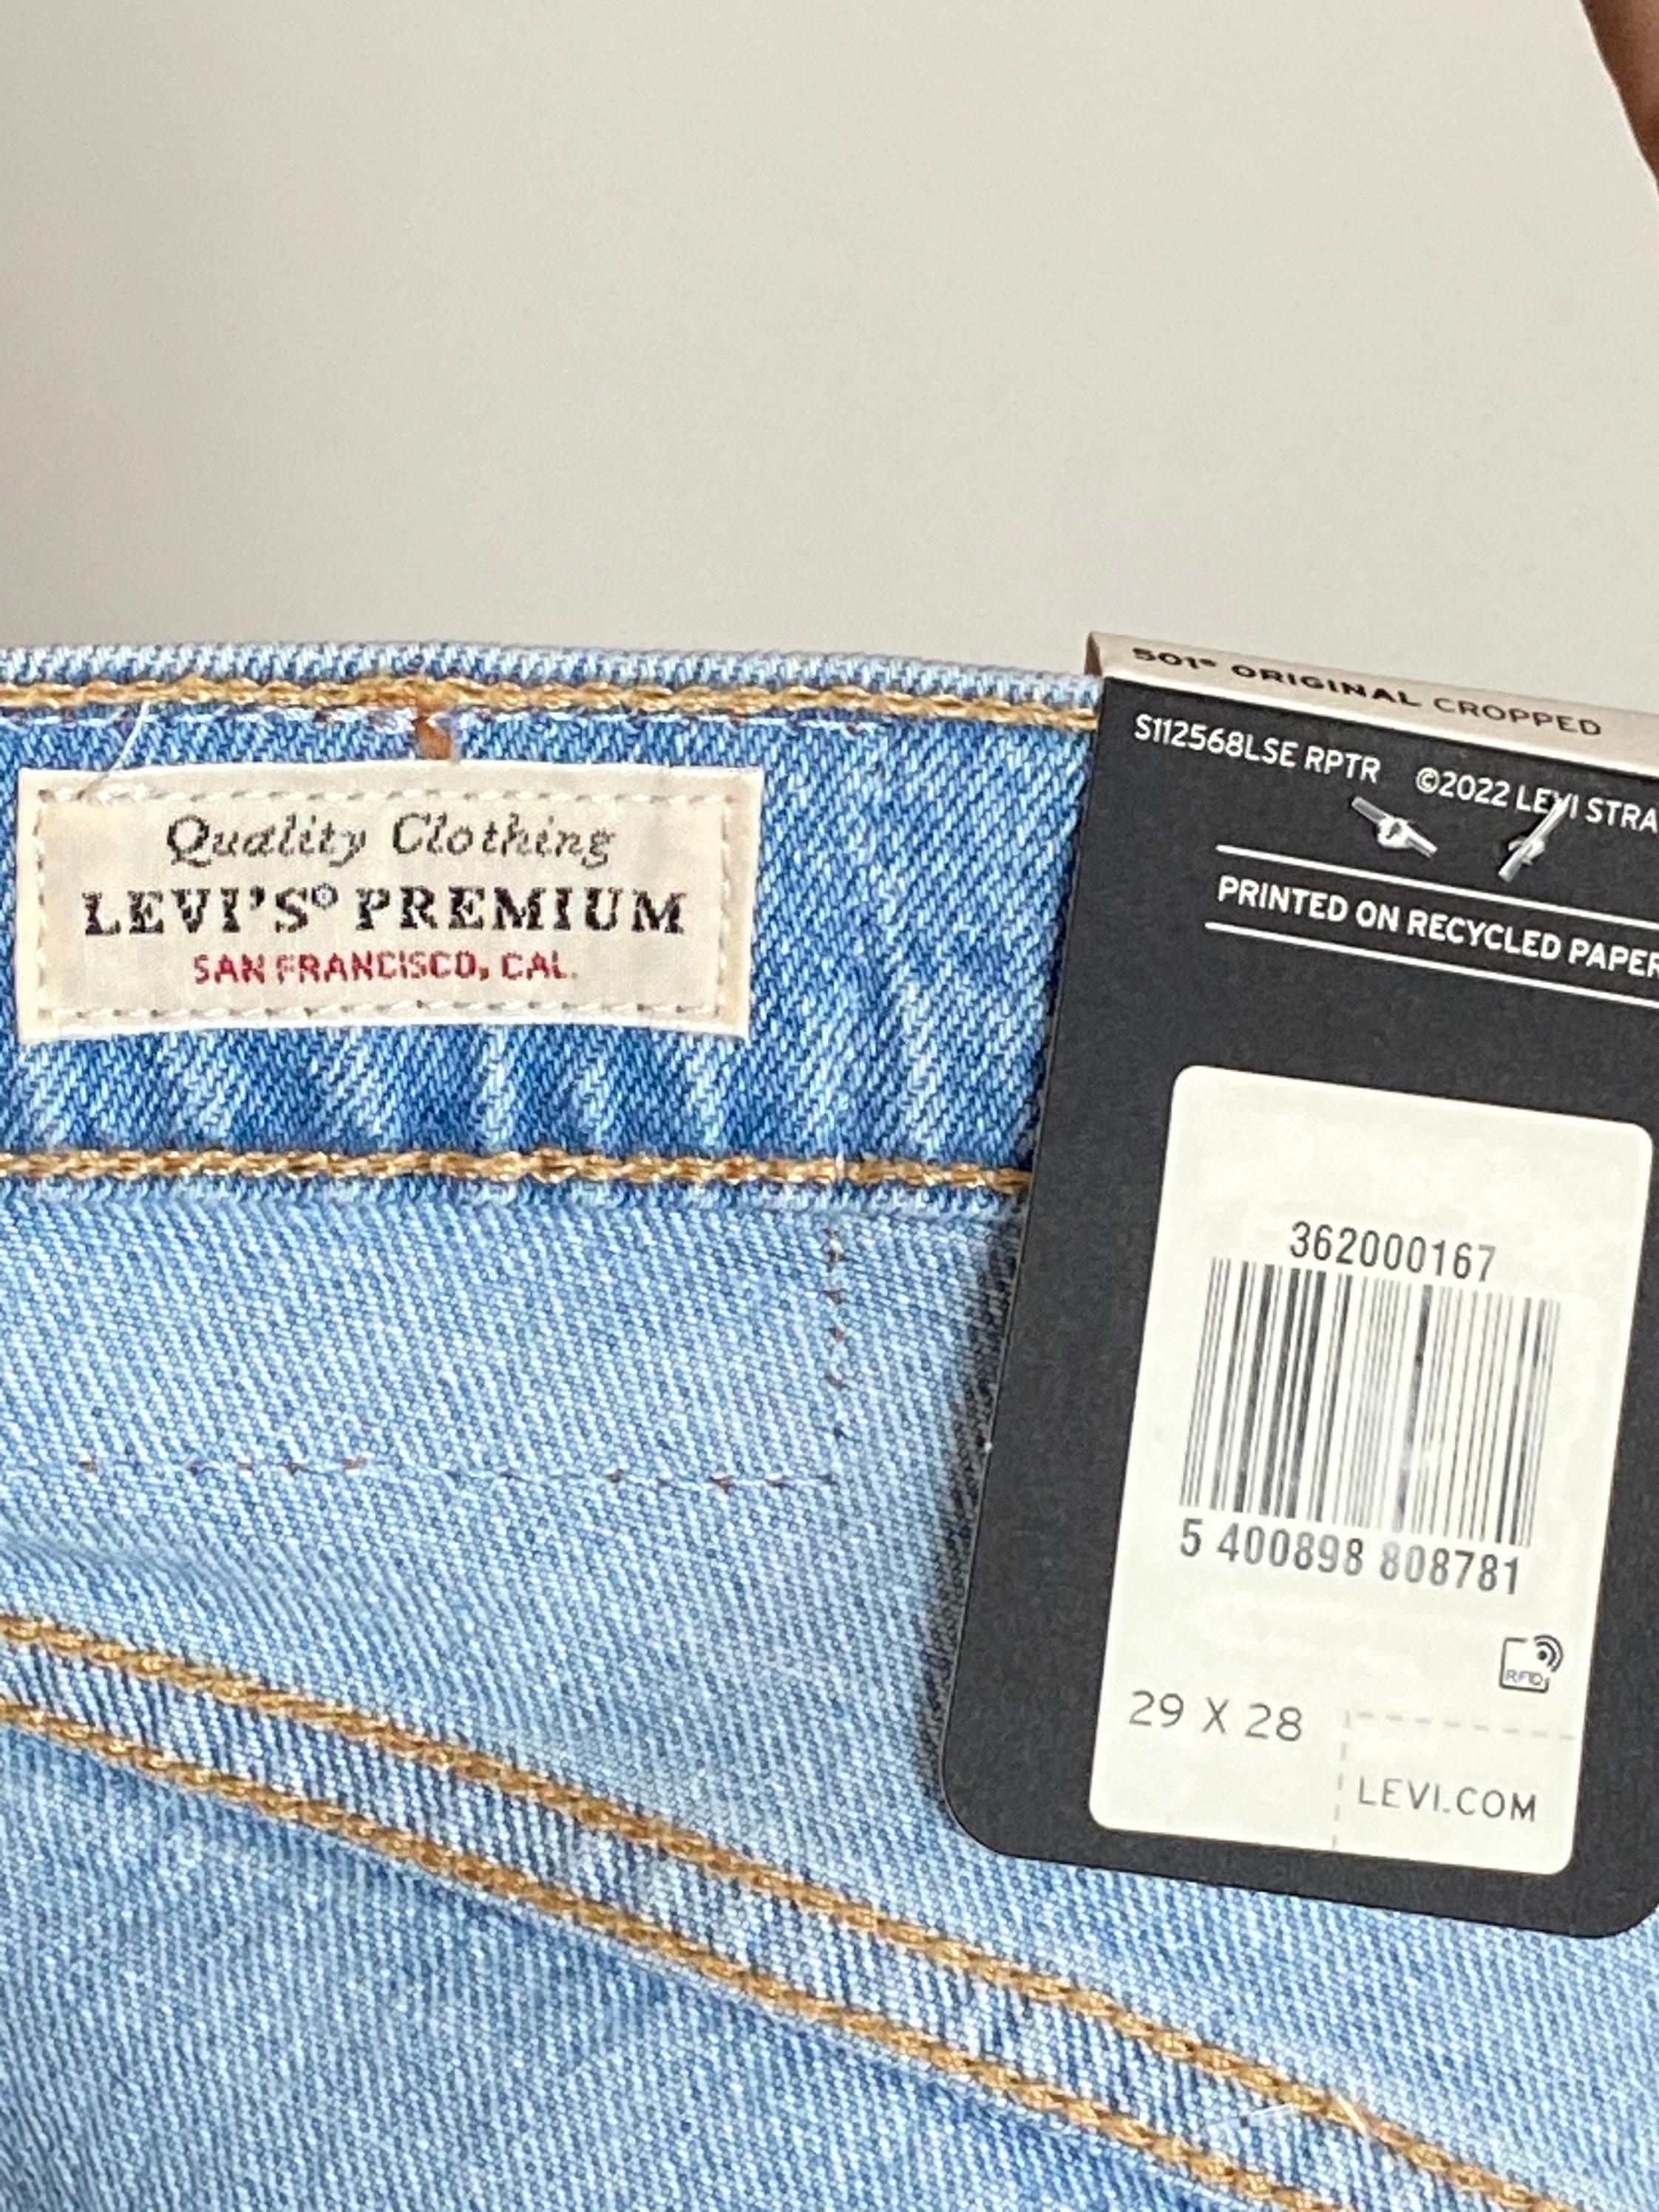 Quality Clothing
LEVI'S® PREMIUM
SAN FRANCISCO, CAL.
501® ORIGINAL CROPPED
S112568LSE RPTR ©2022 LEVI STRA
PRINTED ON RECYCLED PAPER
362000167
5 400898 808781
RFID
29 X 28
LEVI.COM